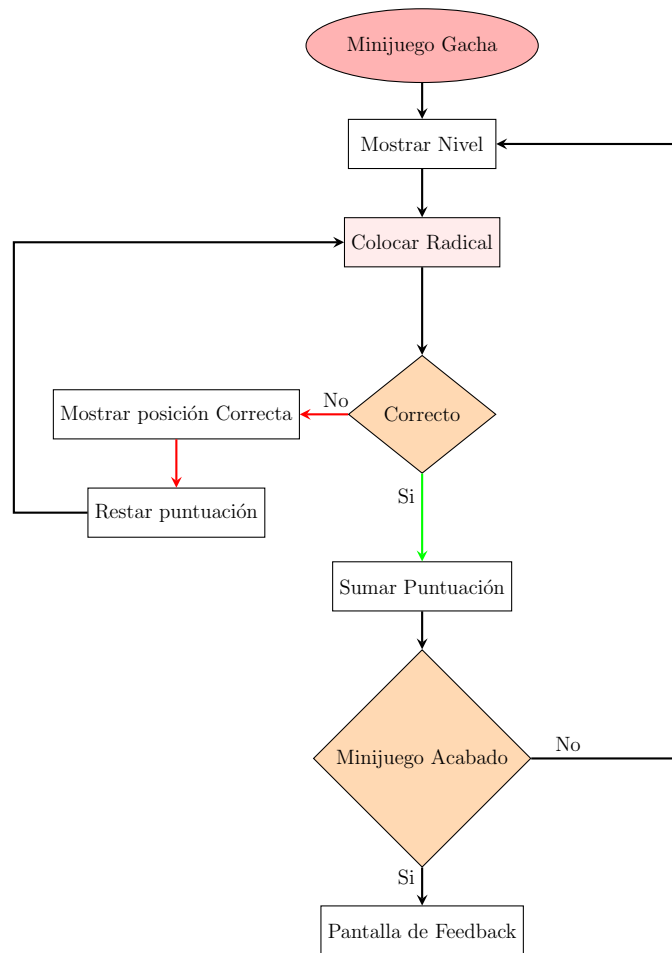 Minijuego Gacha
Mostrar Nivel
Colocar Radical
No
Mostrar posición Correcta
Correcto
Si
Restar puntuación
Sumar Puntuación
No
Minijuego Acabado
Si
Pantalla de Feedback